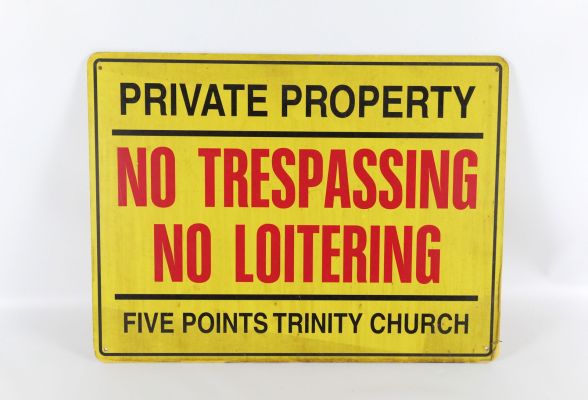 PRIVATE PROPERTY
NO TRESPASSING
NO LOITERING
FIVE POINTS TRINITY CHURCH